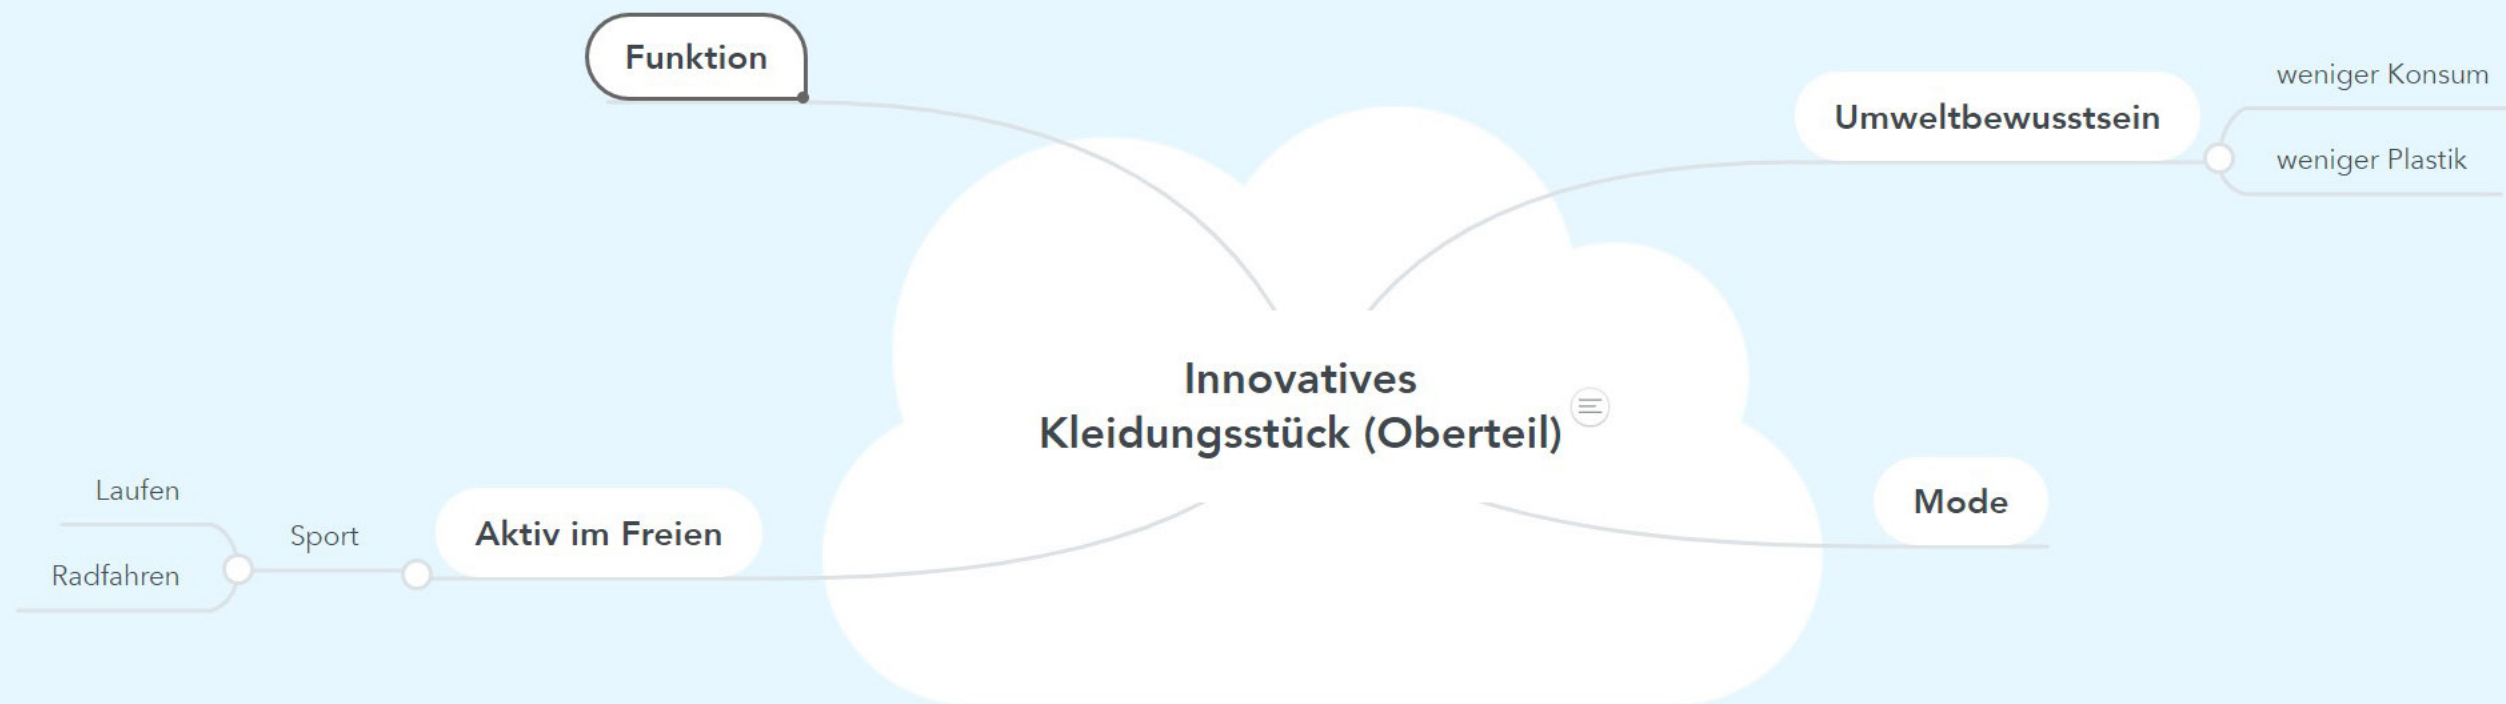 Funktion
Umweltbewusstsein
weniger Konsum
weniger Plastik
Innovatives
Kleidungsstück (Oberteil)
Laufen
Radfahren
Sport
Aktiv im Freien
Mode